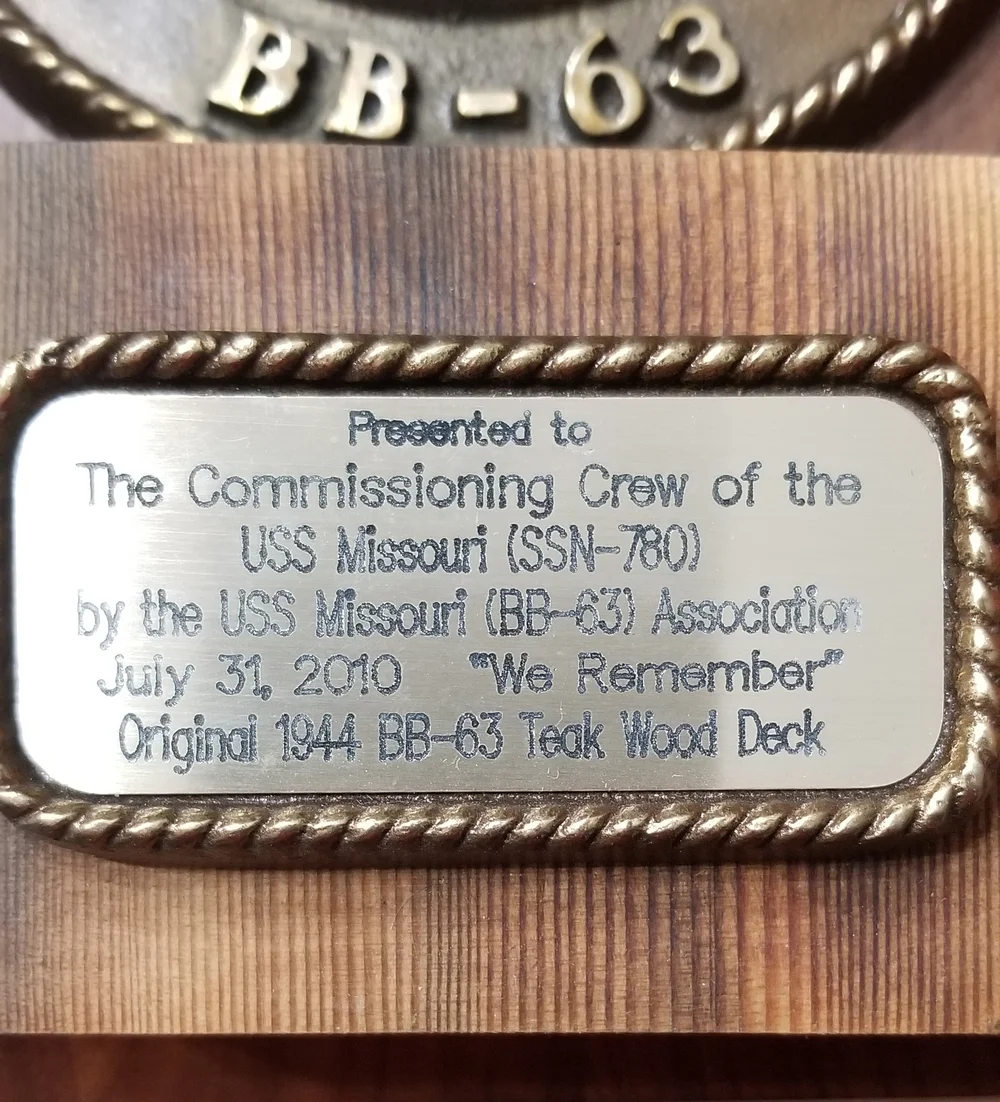 BB-63
Presented to
The Commissioning Crew of the
USS Missouri (SSN-780)
by the USS Missouri (BB-63) Association
July 31, 2010 "We Remember"
Original 1944 BB-63 Teak Wood Deck